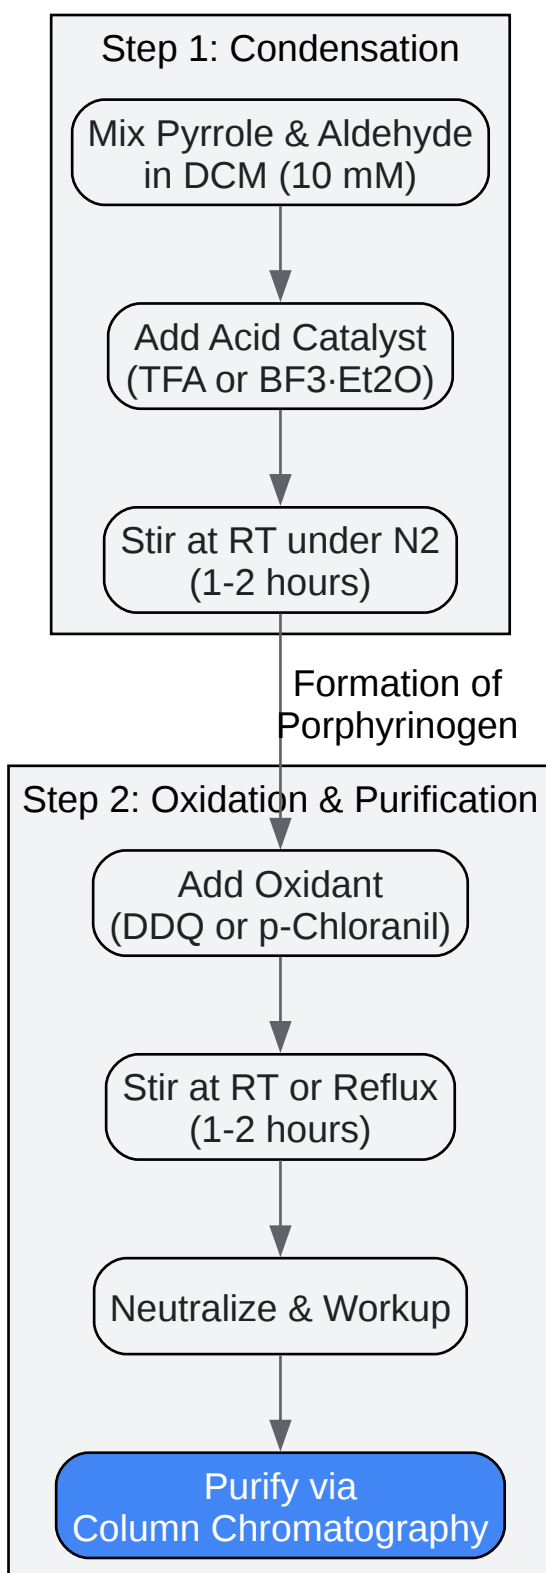 Step 1: Condensation
Mix Pyrrole & Aldehyde
in DCM (10 mM)
Add Acid Catalyst
(TFA or BF3·Et2O)
Stir at RT under N2
(1-2 hours)
Formation of
Porphyrinogen
Step 2: Oxidation & Purification
Add Oxidant
(DDQ or p-Chloranil)
Stir at RT or Reflux
(1-2 hours)
Neutralize & Workup
Purify via
Column Chromatography